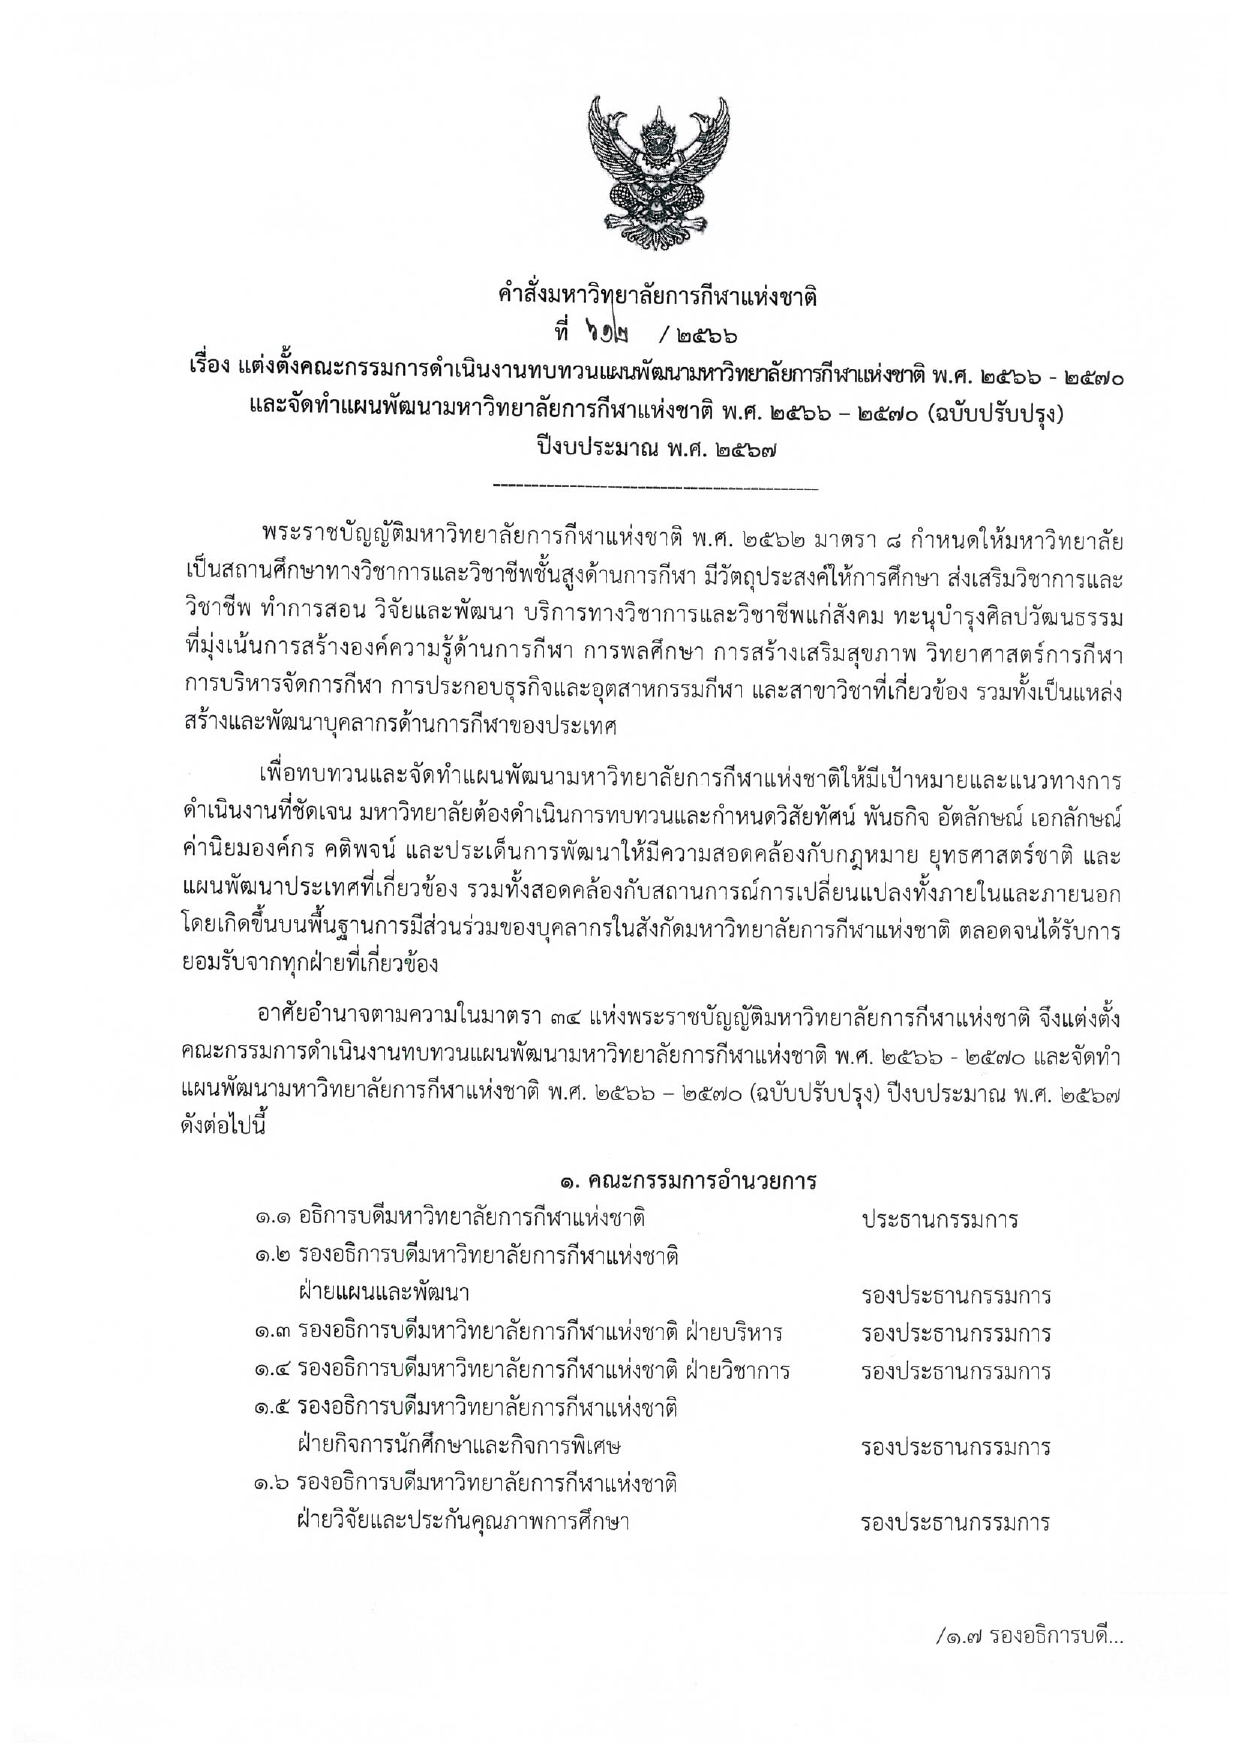 คำสั่งมหาวิทยาลัยการกีฬาแห่งชาติ
ที่ ๖๑๒ / ๒๕๖๖
เรื่อง แต่งตั้งคณะกรรมการดำเนินงานทบทวนแผนพัฒนามหาวิทยาลัยการกีฬาแห่งชาติ พ.ศ. ๒๕๖๖ - ๒๕๗๐
และจัดทำแผนพัฒนามหาวิทยาลัยการกีฬาแห่งชาติ พ.ศ. ๒๕๖๖ – ๒๕๗๐ (ฉบับปรับปรุง)
ปีงบประมาณ พ.ศ. ๒๕๖๗
-------------------------------------------
พระราชบัญญัติมหาวิทยาลัยการกีฬาแห่งชาติ พ.ศ. ๒๕๖๒ มาตรา ๘ กำหนดให้มหาวิทยาลัย
เป็นสถานศึกษาทางวิชาการและวิชาชีพชั้นสูงด้านการกีฬา มีวัตถุประสงค์ให้การศึกษา ส่งเสริมวิชาการและ
วิชาชีพ ทำการสอน วิจัยและพัฒนา บริการทางวิชาการและวิชาชีพแก่สังคม ทะนุบำรุงศิลปวัฒนธรรม
ที่มุ่งเน้นการสร้างองค์ความรู้ด้านการกีฬา การพลศึกษา การสร้างเสริมสุขภาพ วิทยาศาสตร์การกีฬา
การบริหารจัดการกีฬา การประกอบธุรกิจและอุตสาหกรรมกีฬา และสาขาวิชาที่เกี่ยวข้อง รวมทั้งเป็นแหล่ง
สร้างและพัฒนาบุคลากรด้านการกีฬาของประเทศ
เพื่อทบทวนและจัดทำแผนพัฒนามหาวิทยาลัยการกีฬาแห่งชาติให้มีเป้าหมายและแนวทางการ
ดำเนินงานที่ชัดเจน มหาวิทยาลัยต้องดำเนินการทบทวนและกำหนดวิสัยทัศน์ พันธกิจ อัตลักษณ์ เอกลักษณ์
ค่านิยมองค์กร คติพจน์ และประเด็นการพัฒนาให้มีความสอดคล้องกับกฎหมาย ยุทธศาสตร์ชาติ และ
แผนพัฒนาประเทศที่เกี่ยวข้อง รวมทั้งสอดคล้องกับสถานการณ์การเปลี่ยนแปลงทั้งภายในและภายนอก
โดยเกิดขึ้นบนพื้นฐานการมีส่วนร่วมของบุคลากรในสังกัดมหาวิทยาลัยการกีฬาแห่งชาติ ตลอดจนได้รับการ
ยอมรับจากทุกฝ่ายที่เกี่ยวข้อง
อาศัยอำนาจตามความในมาตรา ๓๔ แห่งพระราชบัญญัติมหาวิทยาลัยการกีฬาแห่งชาติ จึงแต่งตั้ง
คณะกรรมการดำเนินงานทบทวนแผนพัฒนามหาวิทยาลัยการกีฬาแห่งชาติ พ.ศ. ๒๕๖๖ - ๒๕๗๐ และจัดทำ
แผนพัฒนามหาวิทยาลัยการกีฬาแห่งชาติ พ.ศ. ๒๕๖๖ – ๒๕๗๐ (ฉบับปรับปรุง) ปีงบประมาณ พ.ศ. ๒๕๖๗
ดังต่อไปนี้
๑. คณะกรรมการอำนวยการ
๑.๑ อธิการบดีมหาวิทยาลัยการกีฬาแห่งชาติ ประธานกรรมการ
๑.๒ รองอธิการบดีมหาวิทยาลัยการกีฬาแห่งชาติ
ฝ่ายแผนและพัฒนา รองประธานกรรมการ
๑.๓ รองอธิการบดีมหาวิทยาลัยการกีฬาแห่งชาติ ฝ่ายบริหาร รองประธานกรรมการ
๑.๔ รองอธิการบดีมหาวิทยาลัยการกีฬาแห่งชาติ ฝ่ายวิชาการ รองประธานกรรมการ
๑.๕ รองอธิการบดีมหาวิทยาลัยการกีฬาแห่งชาติ
ฝ่ายกิจการนักศึกษาและกิจการพิเศษ รองประธานกรรมการ
๑.๖ รองอธิการบดีมหาวิทยาลัยการกีฬาแห่งชาติ
ฝ่ายวิจัยและประกันคุณภาพการศึกษา รองประธานกรรมการ
/๑.๗ รองอธิการบดี...